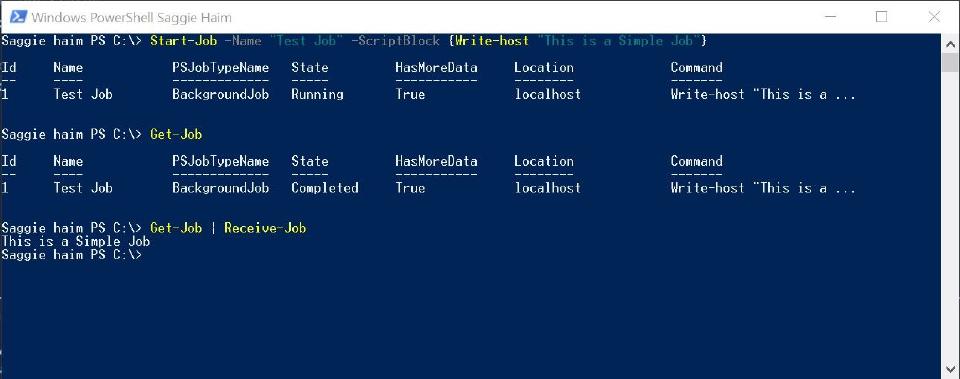 Windows PowerShell Saggie Haim
Saggie haim PS C:\> Start-Job -Name "Test Job" -ScriptBlock {Write-host "This is a Simple Job"}
Id Name PSJobTypeName State HasMoreData Location Command
-- ---- ------------- ----- ----------- -------- -------
1 Test Job BackgroundJob Running True localhost Write-host "This is a ...
Saggie haim PS C:\> Get-Job
Id Name PSJobTypeName State HasMoreData Location Command
-- ---- ------------- ----- ----------- -------- -------
1 Test Job BackgroundJob Completed True localhost Write-host "This is a ...
Saggie haim PS C:\> Get-Job | Receive-Job
This is a Simple Job
Saggie haim PS C:\>